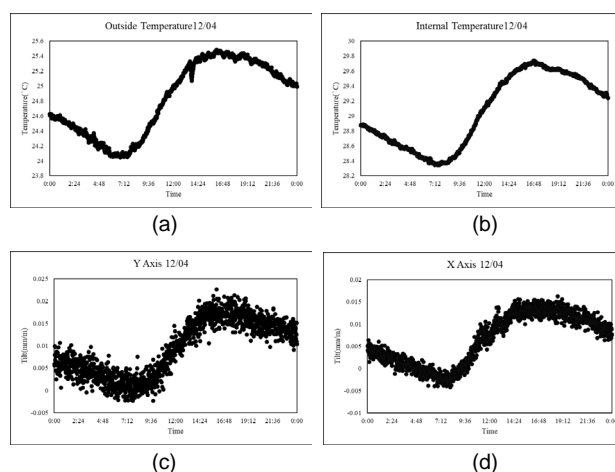 Outside Temperature12/04
Temperature(°C)
25.6
25.4
25.2
25
24.8
24.6
24.4
24.2
24
23.8
0:00 2:24 4:48 7:12 9:36 12:00 14:24 16:48 19:12 21:36 0:00
Time
(a)
Internal Temperature12/04
Temperature(°C)
30
29.8
29.6
29.4
29.2
29
28.8
28.6
28.4
28.2
0:00 2:24 4:48 7:12 9:36 12:00 14:24 16:48 19:12 21:36 0:00
Time
(b)
Y Axis 12/04
Tilt(mm/m)
0.025
0.02
0.015
0.01
0.005
0
-0.005
0:00 2:24 4:48 7:12 9:36 12:00 14:24 16:48 19:12 21:36 0:00
Time
(c)
X Axis 12/04
Tilt(mm/m)
0.02
0.015
0.01
0.005
0
-0.005
-0.01
0:00 2:24 4:48 7:12 9:36 12:00 14:24 16:48 19:12 21:36 0:00
Time
(d)